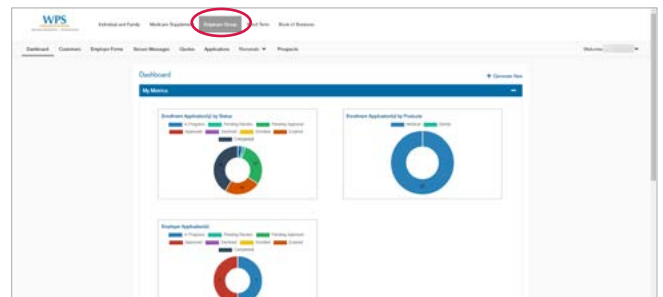 WPS
Individual and Family Medicare Supplement Employer Group Short Term Book of Business
Dashboard Customers Employer Forms Secure Messages Quotes Applications Renewals Prospects Welcome
Dashboard
+ Generate New
My Metrics
Enrollment Application(s) by Status
In Progress Pending Election Pending Approval
Approved Declined Enrolled Expired
Completed
Enrollment Application(s) by Products
Medical Dental
Employer Application(s)
In Progress Pending Election Pending Approval
Approved Declined Enrolled Expired
Completed